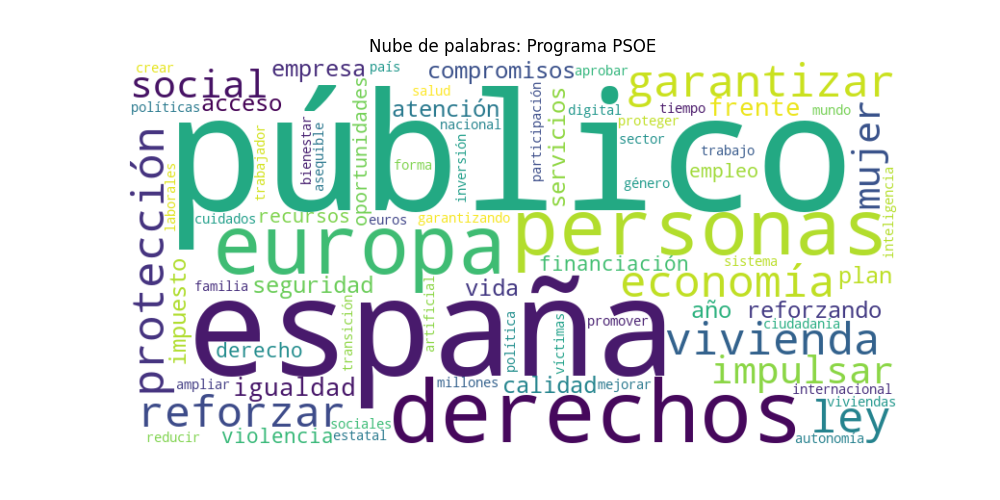 Nube de palabras: Programa PSOE
crear
empresa
país
compromisos
aprobar
garantizar
social
políticas
acceso
oportunidades
salud
atención
nacional
participación
servicios
digital
proteger
sector
tiempo
frente
mundo
mujer
público
protección
laborales
trabajador
bienestar
asequible
forma
inversión
género
trabajo
empleo
inteligencia
cuidados
recursos
euros
garantizando
personas
europa
impuesto
familia
seguridad
vida
financiación
economía
sistema
plan
españa
derecho
transición
artificial
política
víctimas
promover
año
reforzando
ciudadanía
vivienda
impulsar
ampliar
igualdad
millones
calidad
mejorar
internacional
viviendas
reforzar
derechos
ley
reducir
violencia
sociales
estatal
autonomía